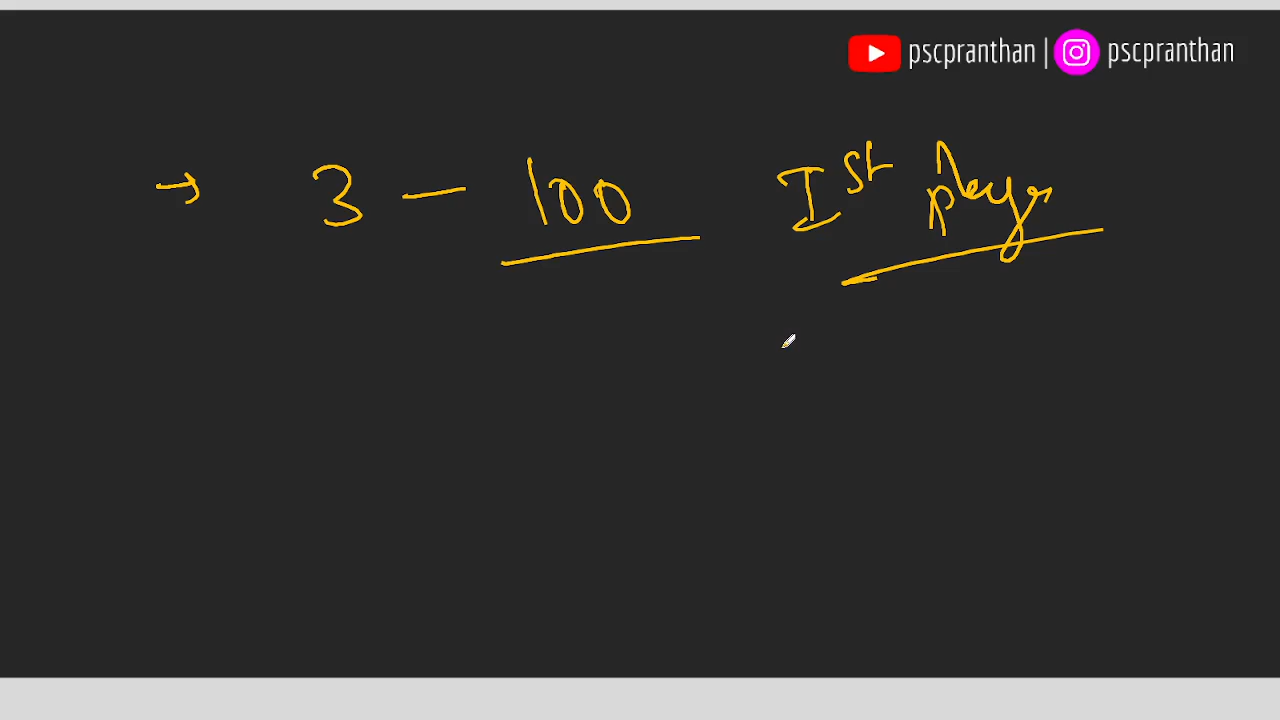 pscpranthan | pscpranthan
→ 3 — 100 Ist player